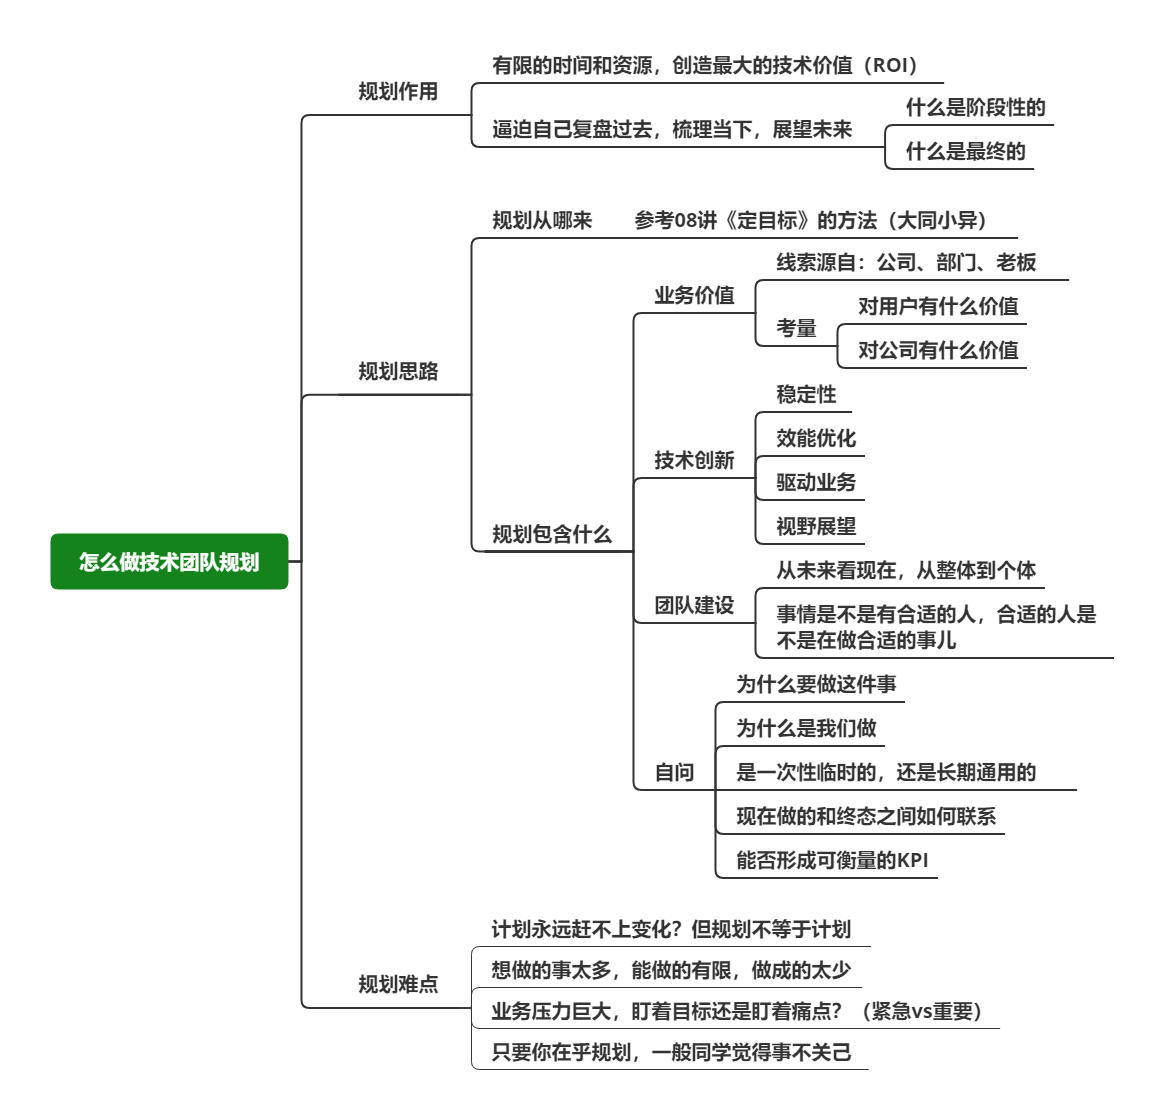 怎么做技术团队规划
规划作用
有限的时间和资源，创造最大的技术价值（ROI）
逼迫自己复盘过去，梳理当下，展望未来
什么是阶段性的
什么是最终的
规划思路
规划从哪来
参考08讲《定目标》的方法（大同小异）
规划包含什么
业务价值
线索源自：公司、部门、老板
考量
对用户有什么价值
对公司有什么价值
技术创新
稳定性
效能优化
驱动业务
视野展望
团队建设
从未来看现在，从整体到个体
事情是不是有合适的人，合适的人是
不是在做合适的事儿
自问
为什么要做这件事
为什么是我们做
是一次性临时的，还是长期通用的
现在做的和终态之间如何联系
能否形成可衡量的KPI
规划难点
计划永远赶不上变化？但规划不等于计划
想做的事太多，能做的有限，做成的太少
业务压力巨大，盯着目标还是盯着痛点？（紧急vs重要）
只要你在乎规划，一般同学觉得事不关己